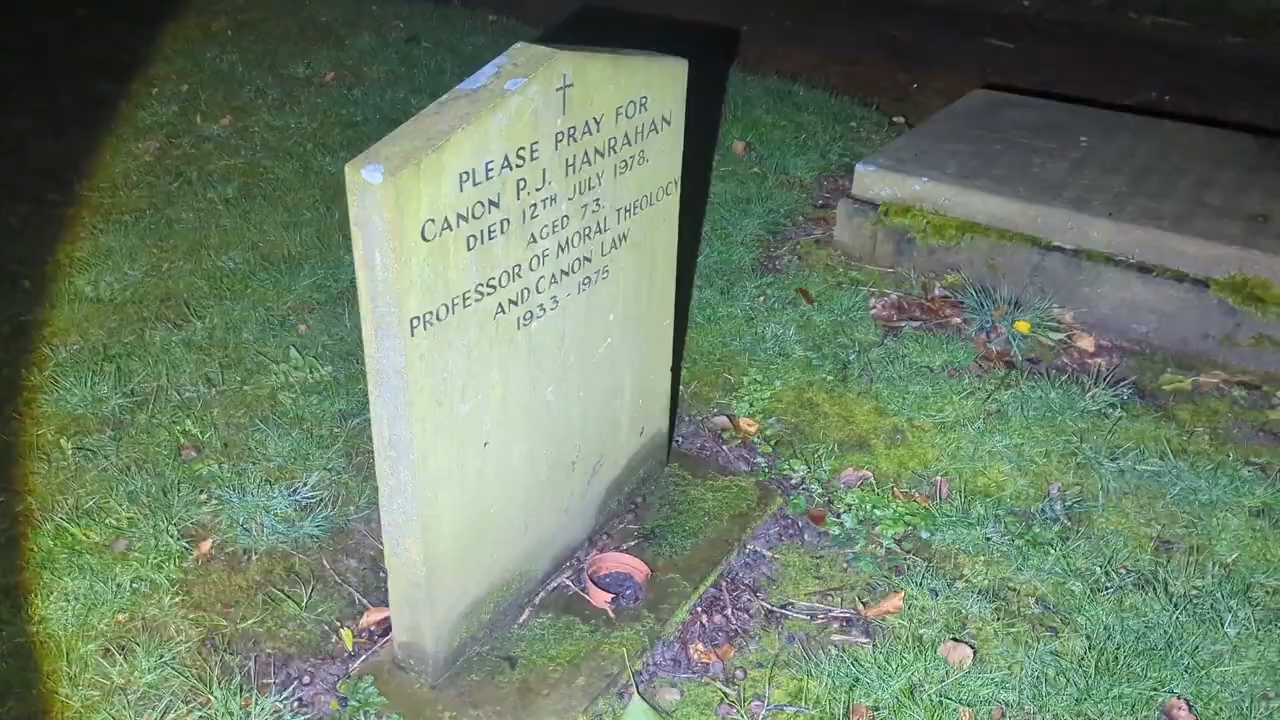 PLEASE PRAY FOR
CANON P.J. HANRAHAN
DIED 12TH JULY 1978,
AGED 73.
PROFESSOR OF MORAL THEOLOGY
AND CANON LAW
1933 - 1975